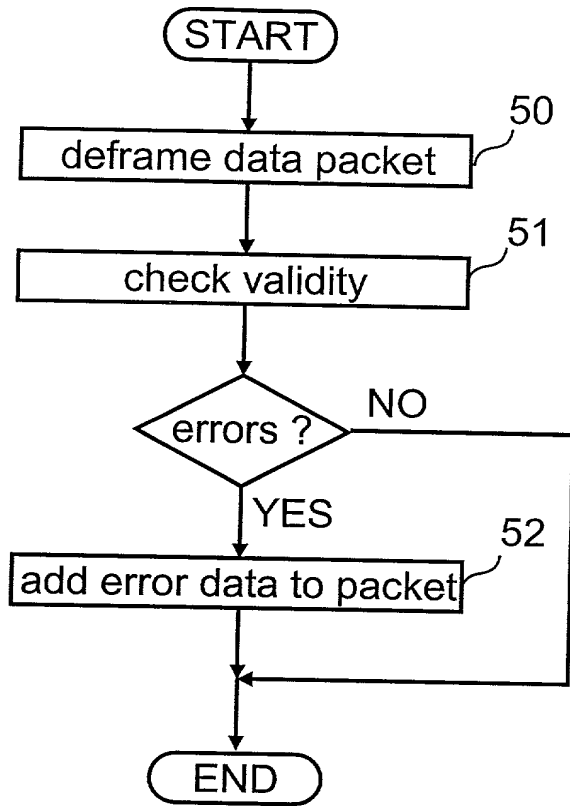 START
50
deframe data packet
51
check validity
errors ?
NO
YES
52
add error data to packet
END